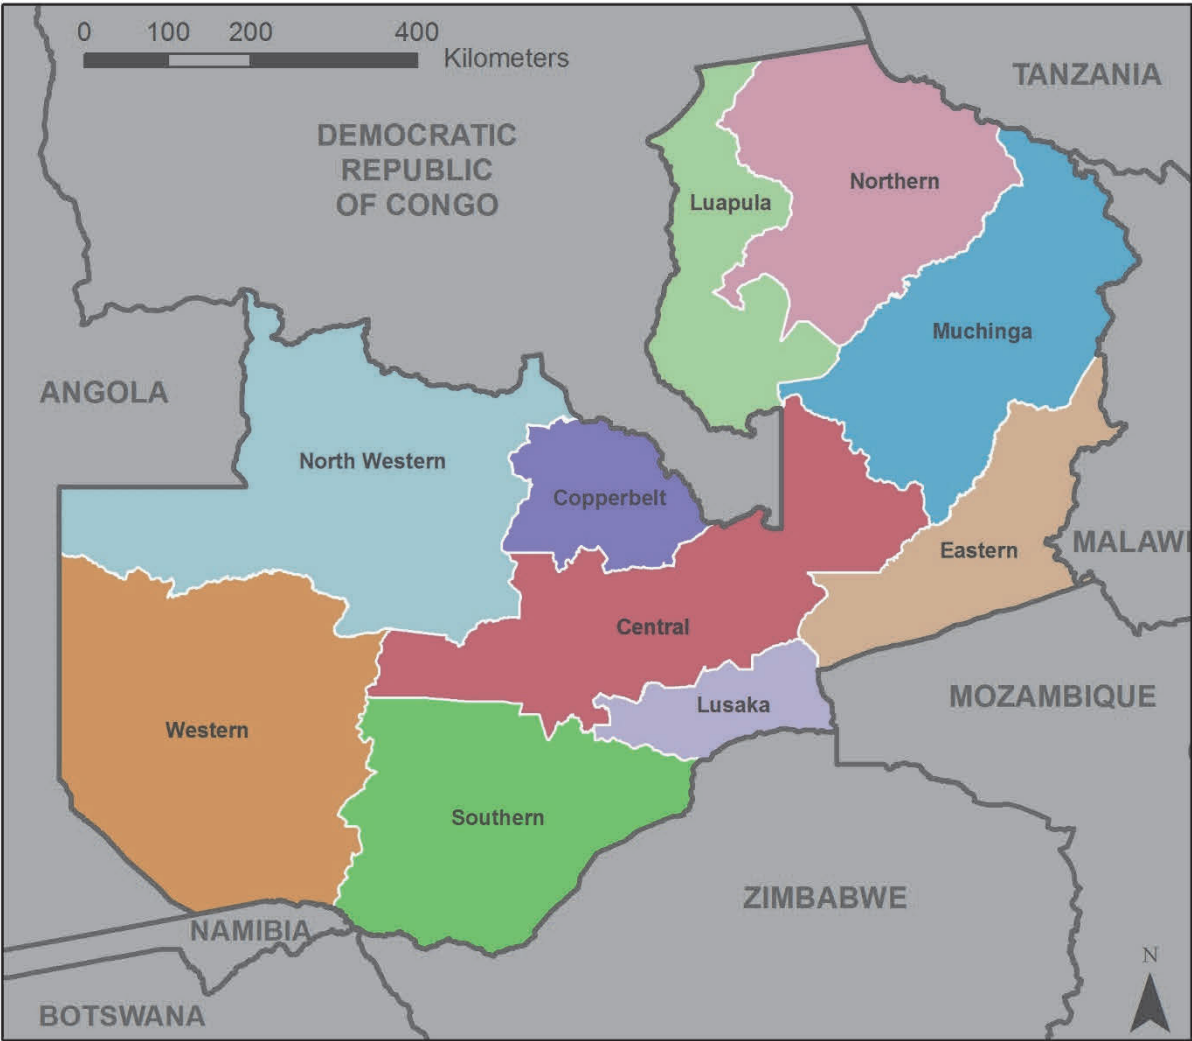 0 100 200 400
Kilometers
TANZANIA
DEMOCRATIC
REPUBLIC
OF CONGO
Northern
Luapula
Muchinga
ANGOLA
North Western
Copperbelt
Eastern
MALAWI
Central
MOZAMBIQUE
Lusaka
Western
Southern
ZIMBABWE
NAMIBIA
N
BOTSWANA